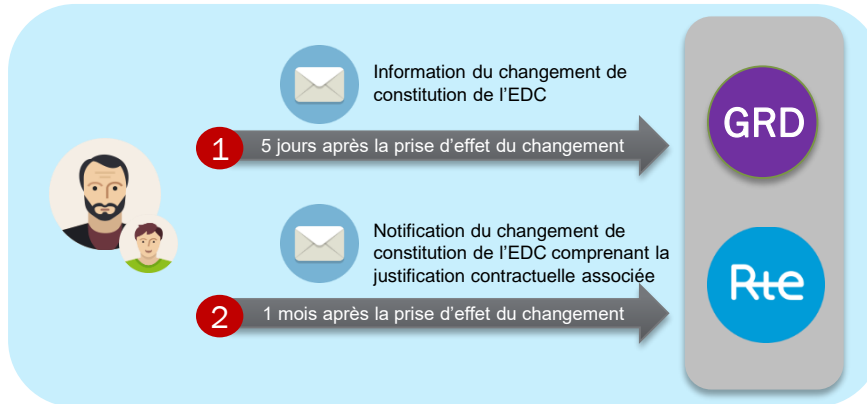 Information du changement de
constitution de l’EDC
1
5 jours après la prise d’effet du changement
Notification du changement de
constitution de l’EDC comprenant la
justification contractuelle associée
2
1 mois après la prise d’effet du changement
GRD
Rte